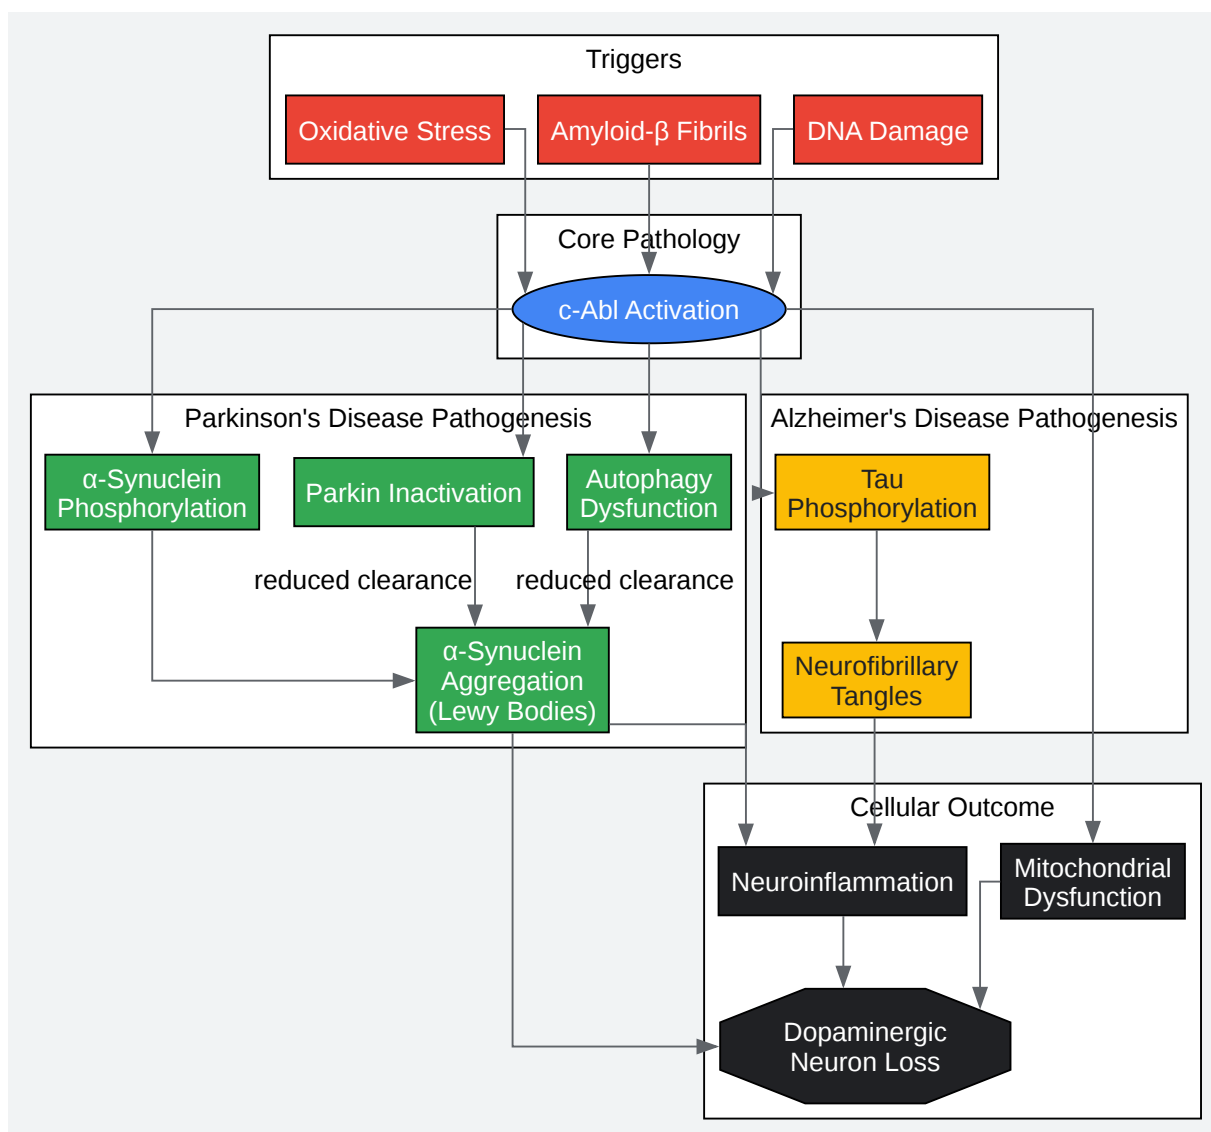 Triggers
Oxidative Stress
Amyloid-β Fibrils
DNA Damage
Core Pathology
c-Abl Activation
Parkinson's Disease Pathogenesis
Alzheimer's Disease Pathogenesis
α-Synuclein
Phosphorylation
Parkin Inactivation
Autophagy
Dysfunction
Tau
Phosphorylation
reduced clearance
reduced clearance
α-Synuclein
Aggregation
(Lewy Bodies)
Neurofibrillary
Tangles
Cellular Outcome
Neuroinflammation
Mitochondrial
Dysfunction
Dopaminergic
Neuron Loss